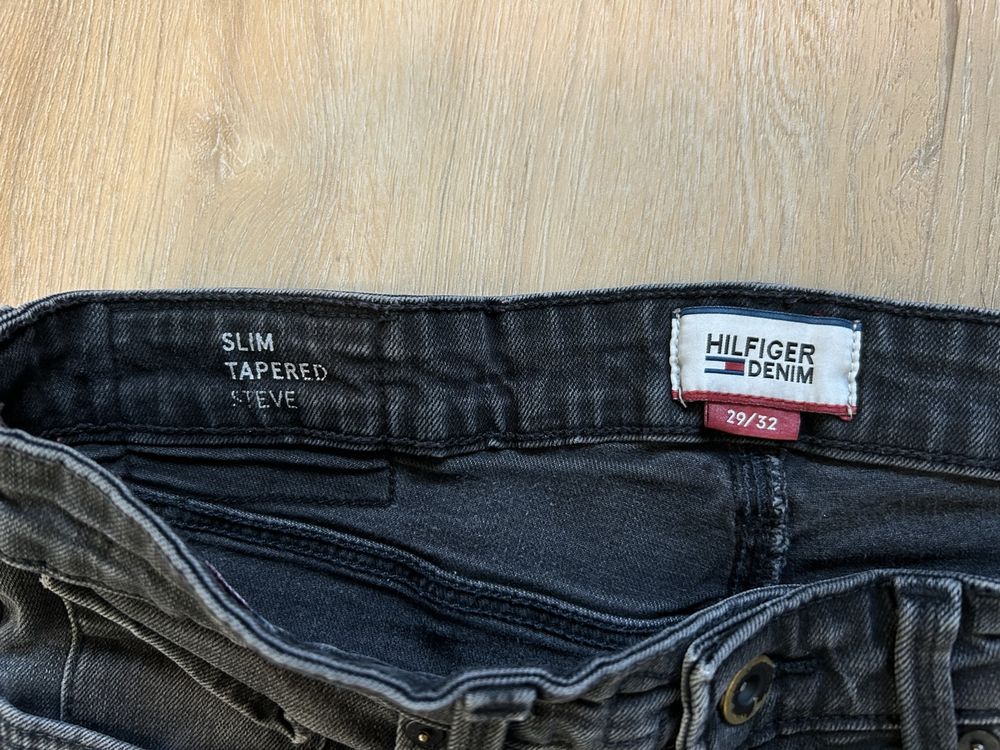 SLIM
TAPERED
STEVE
HILFIGER
DENIM
29/32